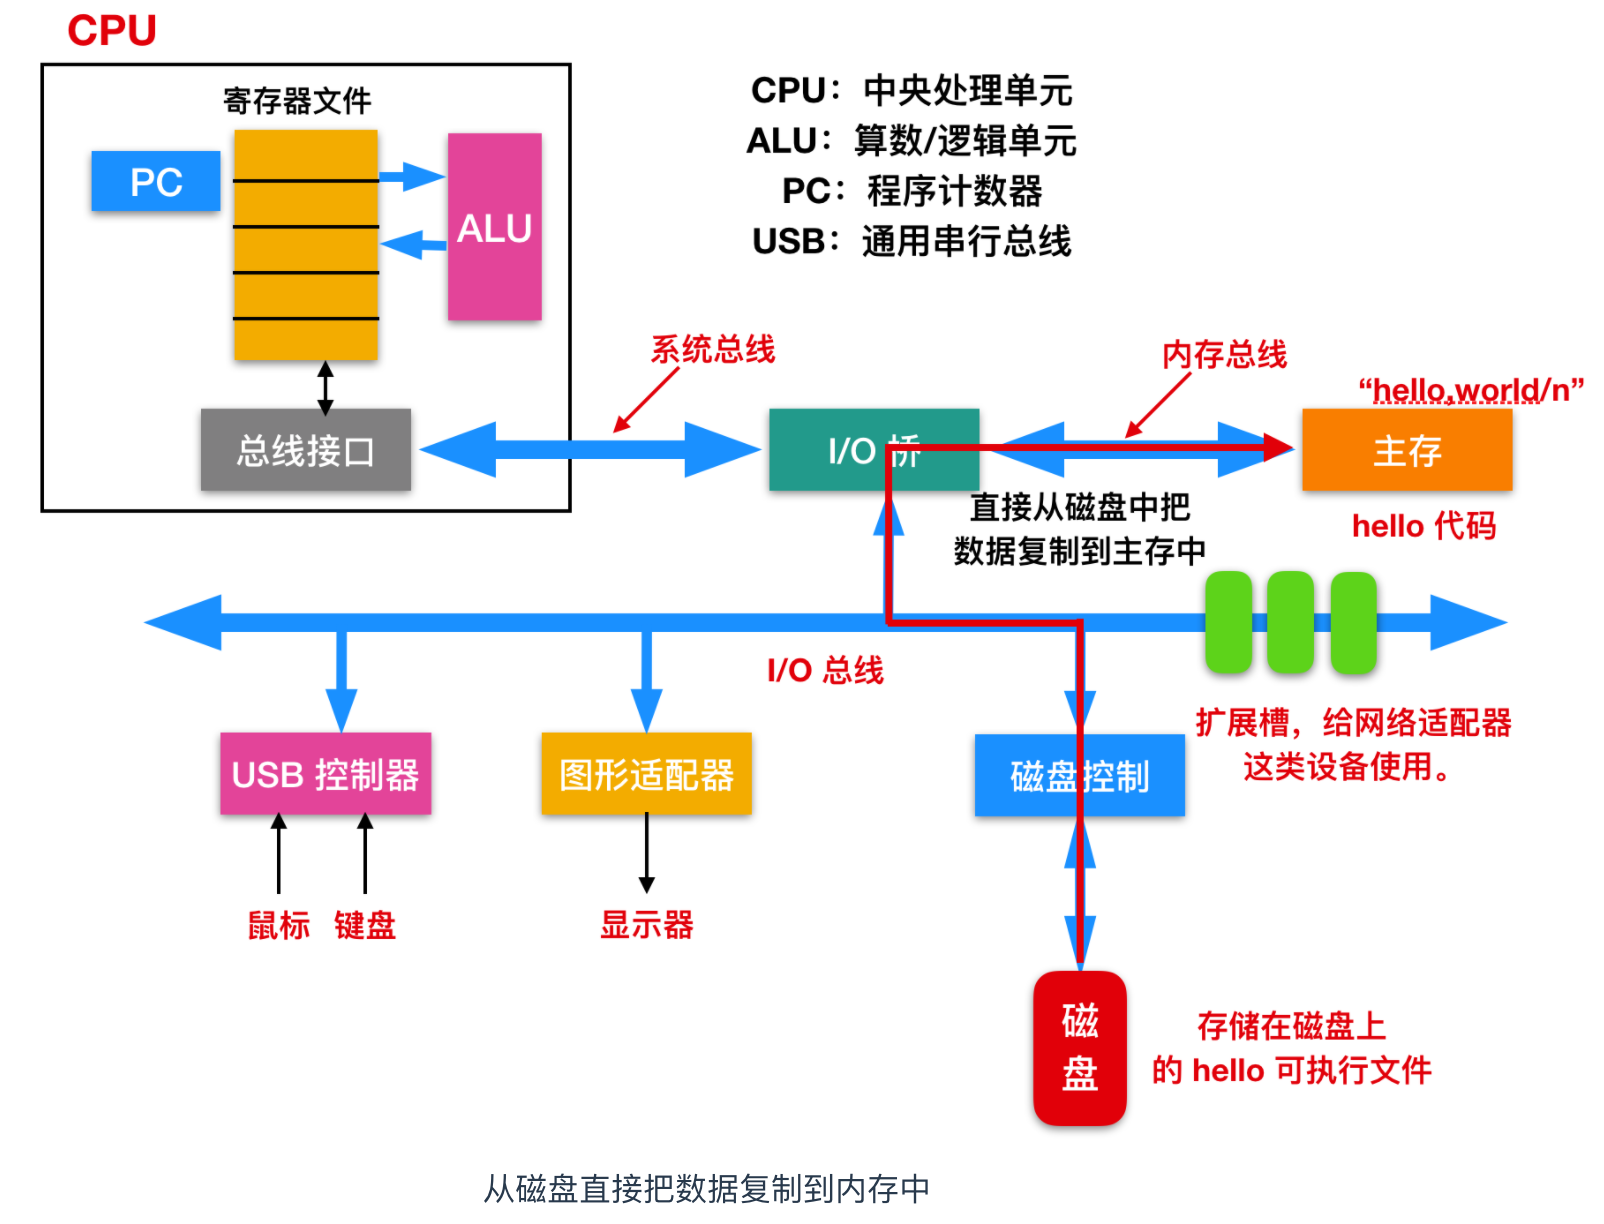 CPU
寄存器文件
PC
ALU
CPU：中央处理单元
ALU：算数/逻辑单元
PC：程序计数器
USB：通用串行总线
系统总线
内存总线
“hello,world/n”
总线接口
I/O 桥
主存
直接从磁盘中把
数据复制到主存中
hello 代码
I/O 总线
扩展槽，给网络适配器
这类设备使用。
USB 控制器
图形适配器
磁盘控制
鼠标
键盘
显示器
磁
盘
存储在磁盘上
的 hello 可执行文件
从磁盘直接把数据复制到内存中